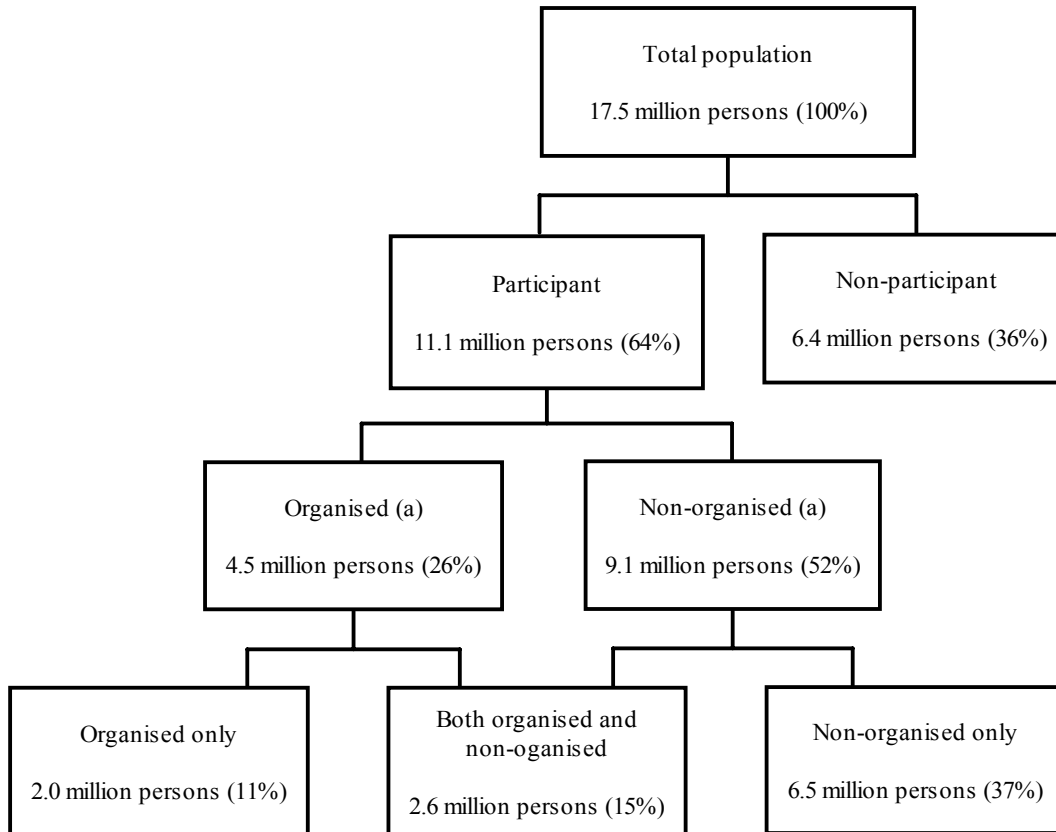 Total population
17.5 million persons (100%)
Participant
11.1 million persons (64%)
Non-participant
6.4 million persons (36%)
Organised (a)
4.5 million persons (26%)
Non-organised (a)
9.1 million persons (52%)
Organised only
2.0 million persons (11%)
Both organised and
non-oganised
2.6 million persons (15%)
Non-organised only
6.5 million persons (37%)